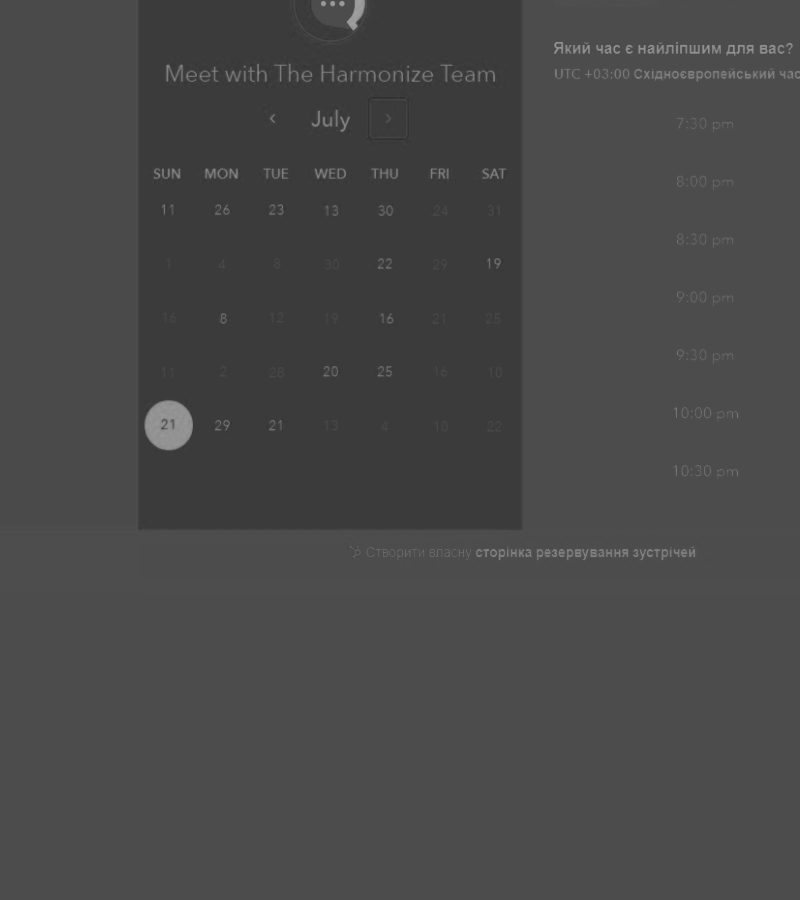 Meet with The Harmonize Team
July
SUN MON TUE WED THU FRI SAT
11 26 23 13 30 24 31
1 4 8 30 22 29 19
16 8 12 19 16 21 25
11 2 28 20 25 16 10
21 29 21 13 4 10 22
Який час є найліпшим для вас?
UTC +03:00 Східноєвропейський час
7:30 pm
8:00 pm
8:30 pm
9:00 pm
9:30 pm
10:00 pm
10:30 pm
Створити власну сторінка резервування зустрічей